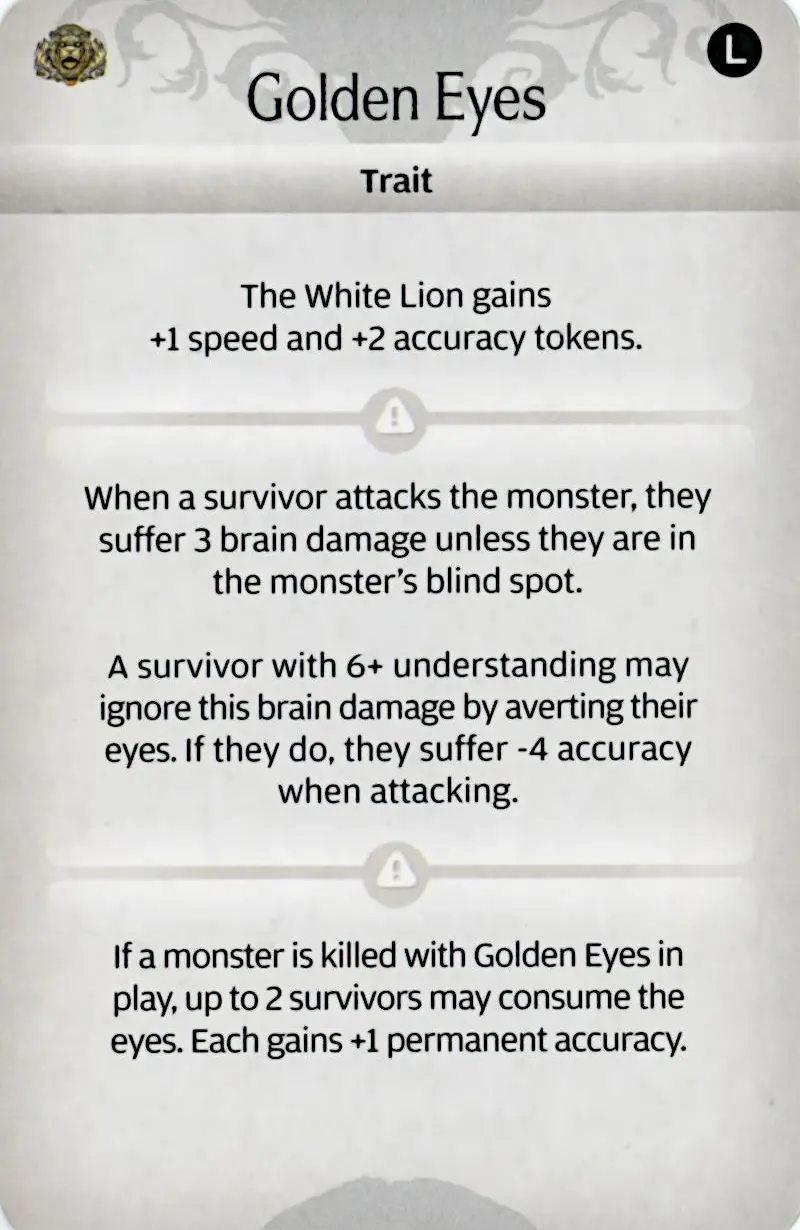 L
Golden Eyes
Trait
The White Lion gains
+1 speed and +2 accuracy tokens.
When a survivor attacks the monster, they
suffer 3 brain damage unless they are in
the monster’s blind spot.
A survivor with 6+ understanding may
ignore this brain damage by averting their
eyes. If they do, they suffer -4 accuracy
when attacking.
If a monster is killed with Golden Eyes in
play, up to 2 survivors may consume the
eyes. Each gains +1 permanent accuracy.